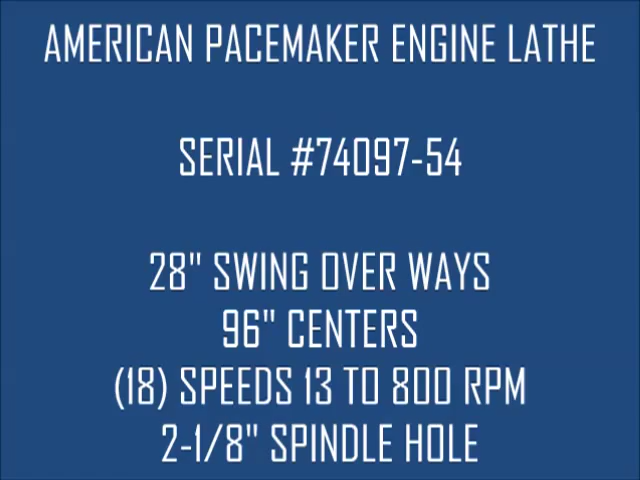 AMERICAN PACEMAKER ENGINE LATHE
SERIAL #74097-54
28" SWING OVER WAYS
96" CENTERS
(18) SPEEDS 13 TO 800 RPM
2-1/8" SPINDLE HOLE